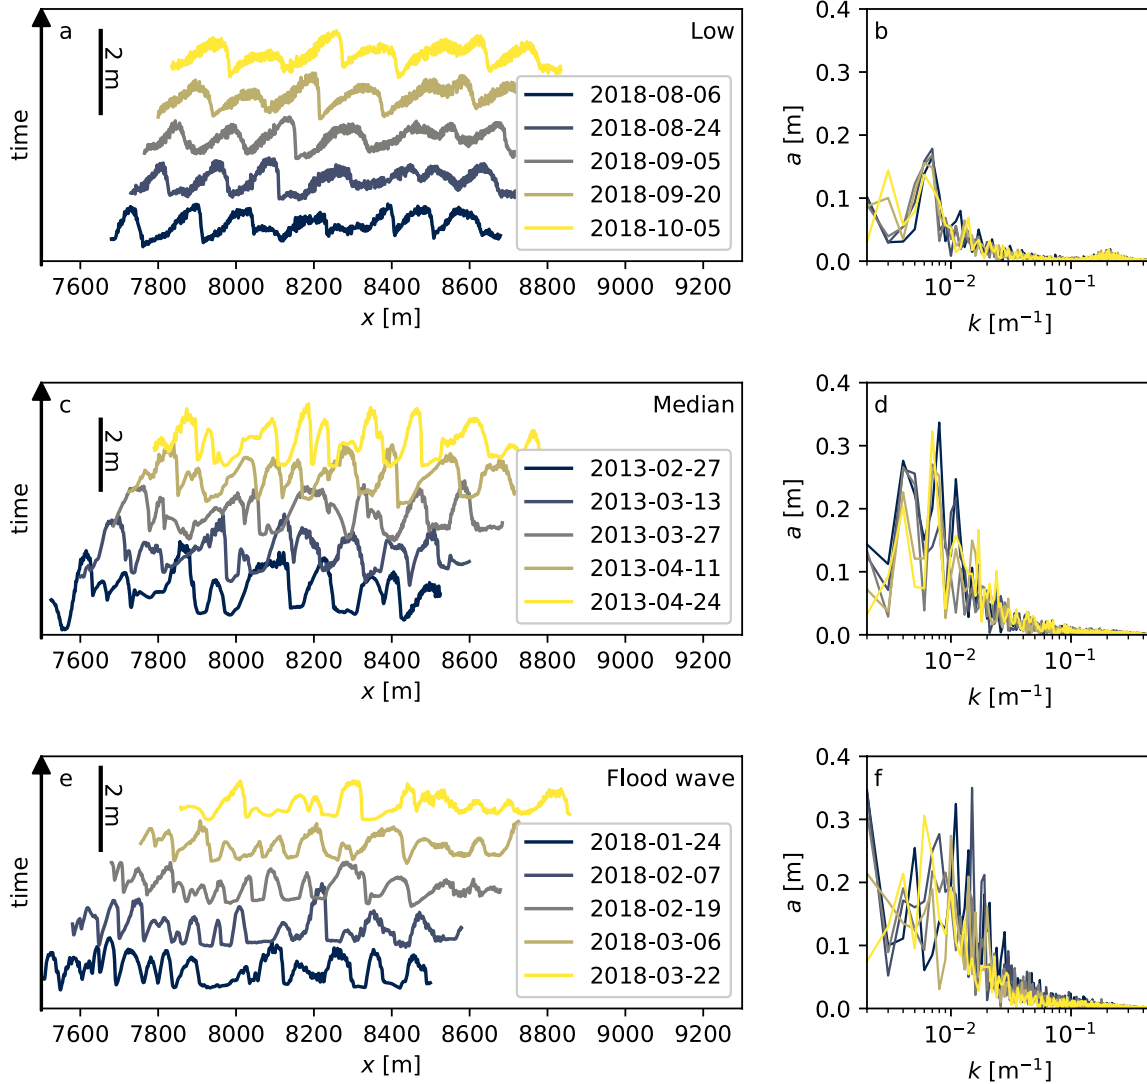 a
Low
2 m
time
2018-08-06
2018-08-24
2018-09-05
2018-09-20
2018-10-05
7600 7800 8000 8200 8400 8600 8800 9000 9200
x [m]
b
0.4
0.3
0.2
0.1
0.0
a [m]
10⁻² 10⁻¹
k [m⁻¹]
c
Median
2 m
time
2013-02-27
2013-03-13
2013-03-27
2013-04-11
2013-04-24
7600 7800 8000 8200 8400 8600 8800 9000 9200
x [m]
d
0.4
0.3
0.2
0.1
0.0
a [m]
10⁻² 10⁻¹
k [m⁻¹]
e
Flood wave
2 m
time
2018-01-24
2018-02-07
2018-02-19
2018-03-06
2018-03-22
7600 7800 8000 8200 8400 8600 8800 9000 9200
x [m]
f
0.4
0.3
0.2
0.1
0.0
a [m]
10⁻² 10⁻¹
k [m⁻¹]